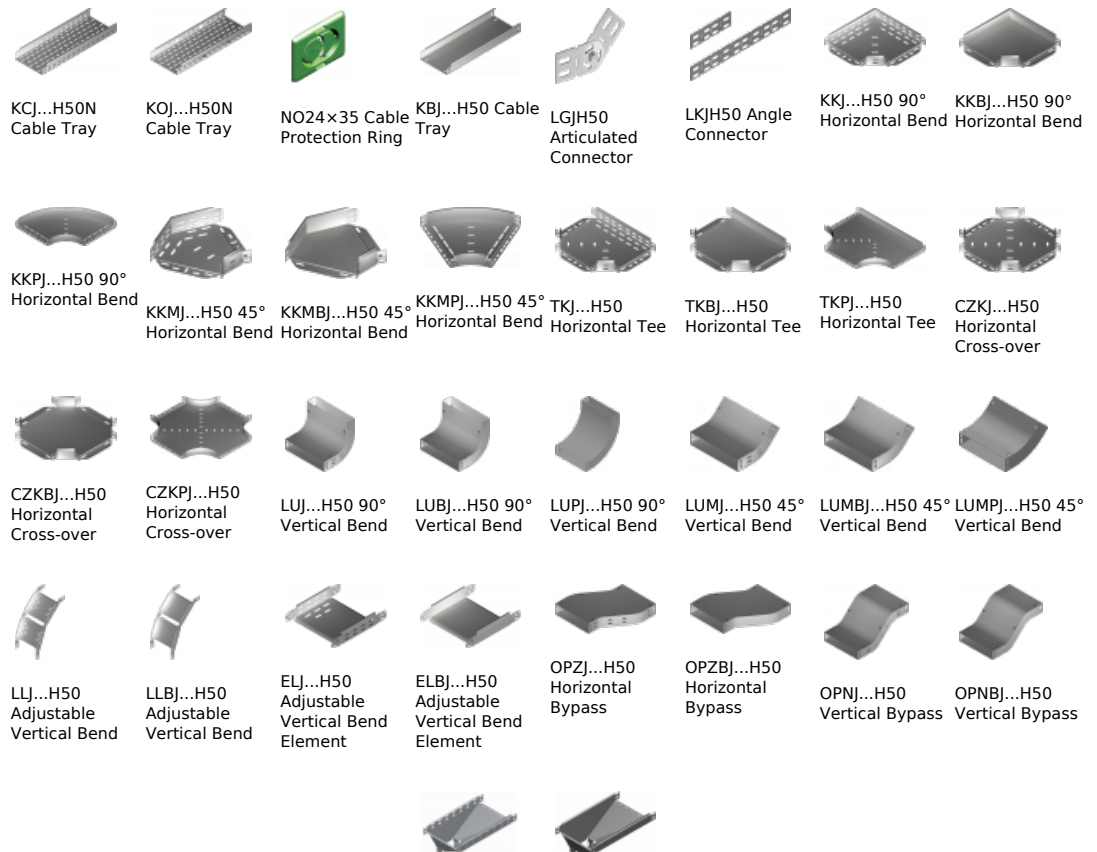 KCJ...H50N
Cable Tray
KOJ...H50N
Cable Tray
NO24×35 Cable
Protection Ring
KBJ...H50 Cable
Tray
LGJH50
Articulated
Connector
LKJH50 Angle
Connector
KKJ...H50 90°
Horizontal Bend
KKBJ...H50 90°
Horizontal Bend
KKPJ...H50 90°
Horizontal Bend
KKMJ...H50 45°
Horizontal Bend
KKMBJ...H50 45°
Horizontal Bend
KKMPJ...H50 45°
Horizontal Bend
TKJ...H50
Horizontal Tee
TKBJ...H50
Horizontal Tee
TKPJ...H50
Horizontal Tee
CZKJ...H50
Horizontal
Cross-over
CZKBJ...H50
Horizontal
Cross-over
CZKPJ...H50
Horizontal
Cross-over
LUJ...H50 90°
Vertical Bend
LUBJ...H50 90°
Vertical Bend
LUPJ...H50 90°
Vertical Bend
LUMJ...H50 45°
Vertical Bend
LUMBJ...H50 45°
Vertical Bend
LUMPJ...H50 45°
Vertical Bend
LLJ...H50
Adjustable
Vertical Bend
LLBJ...H50
Adjustable
Vertical Bend
ELJ...H50
Adjustable
Vertical Bend
Element
ELBJ...H50
Adjustable
Vertical Bend
Element
OPZJ...H50
Horizontal
Bypass
OPZBJ...H50
Horizontal
Bypass
OPNJ...H50
Vertical Bypass
OPNBJ...H50
Vertical Bypass